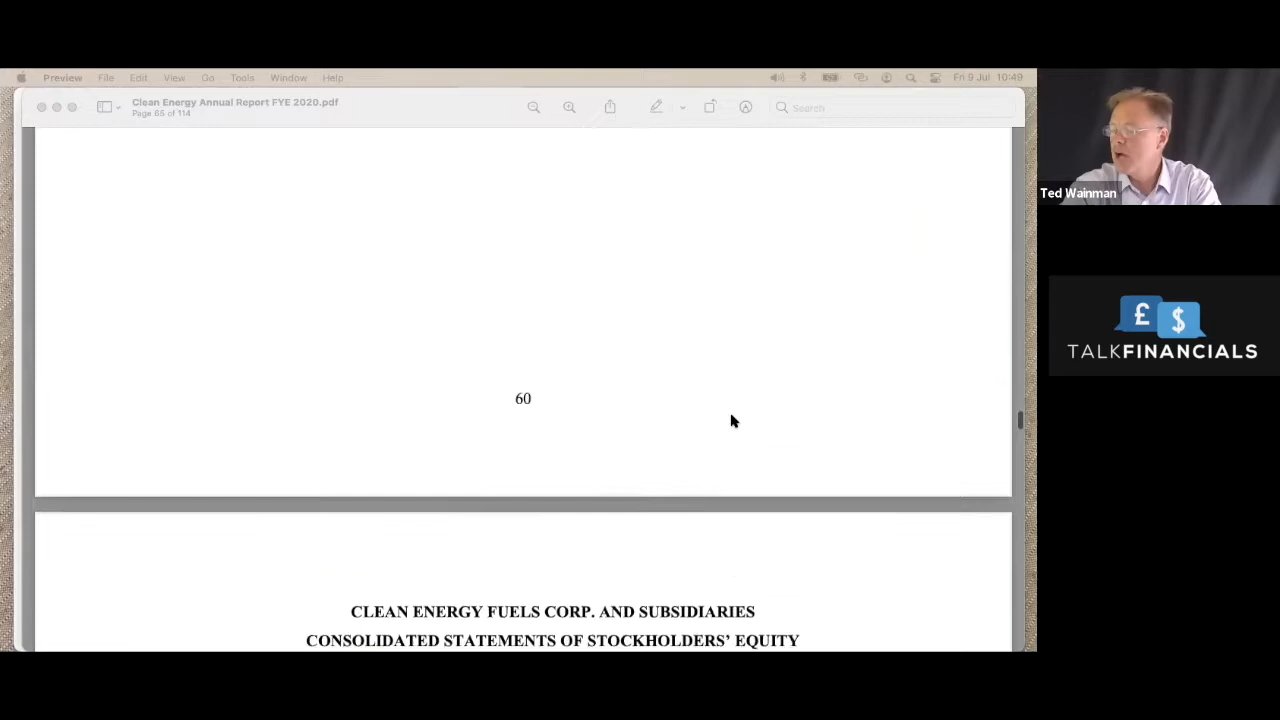 Preview File Edit View Go Tools Window Help Fri 9 Jul 10:49
Clean Energy Annual Report FYE 2020.pdf
Page 65 of 114
Search
Ted Wainman
£ $
TALKFINANCIALS
60
CLEAN ENERGY FUELS CORP. AND SUBSIDIARIES
CONSOLIDATED STATEMENTS OF STOCKHOLDERS’ EQUITY